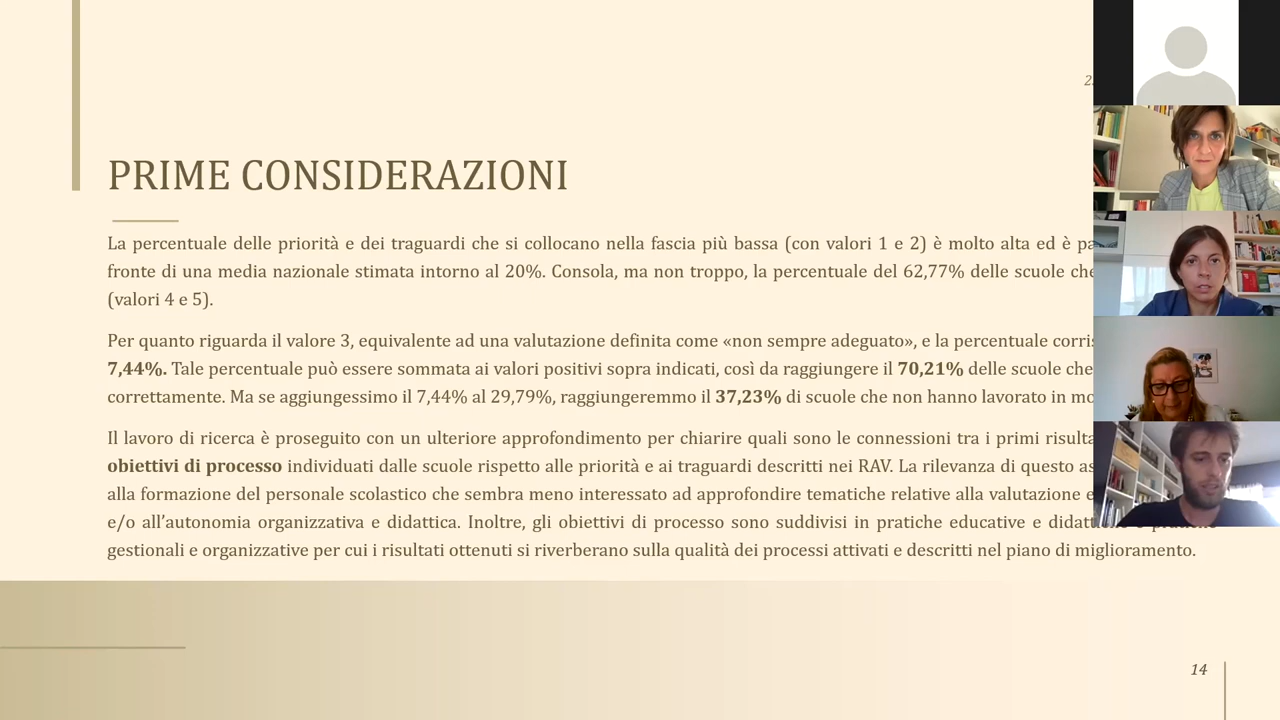 PRIME CONSIDERAZIONI
La percentuale delle priorità e dei traguardi che si collocano nella fascia più bassa (con valori 1 e 2) è molto alta ed è
fronte di una media nazionale stimata intorno al 20%. Consola, ma non troppo, la percentuale del 62,77% delle scuole che
(valori 4 e 5).
Per quanto riguarda il valore 3, equivalente ad una valutazione definita come «non sempre adeguato», e la percentuale
7,44%. Tale percentuale può essere sommata ai valori positivi sopra indicati, così da raggiungere il 70,21% delle scuole che
correttamente. Ma se aggiungessimo il 7,44% al 29,79%, raggiungeremmo il 37,23% di scuole che non hanno lavorato in
Il lavoro di ricerca è proseguito con un ulteriore approfondimento per chiarire quali sono le connessioni tra i primi
obiettivi di processo individuati dalle scuole rispetto alle priorità e ai traguardi descritti nei RAV. La rilevanza di questo
alla formazione del personale scolastico che sembra meno interessato ad approfondire tematiche relative alla valutazione
e/o all'autonomia organizzativa e didattica. Inoltre, gli obiettivi di processo sono suddivisi in pratiche educative e
gestionali e organizzative per cui i risultati ottenuti si riverberano sulla qualità dei processi attivati e descritti nel piano di miglioramento.
14